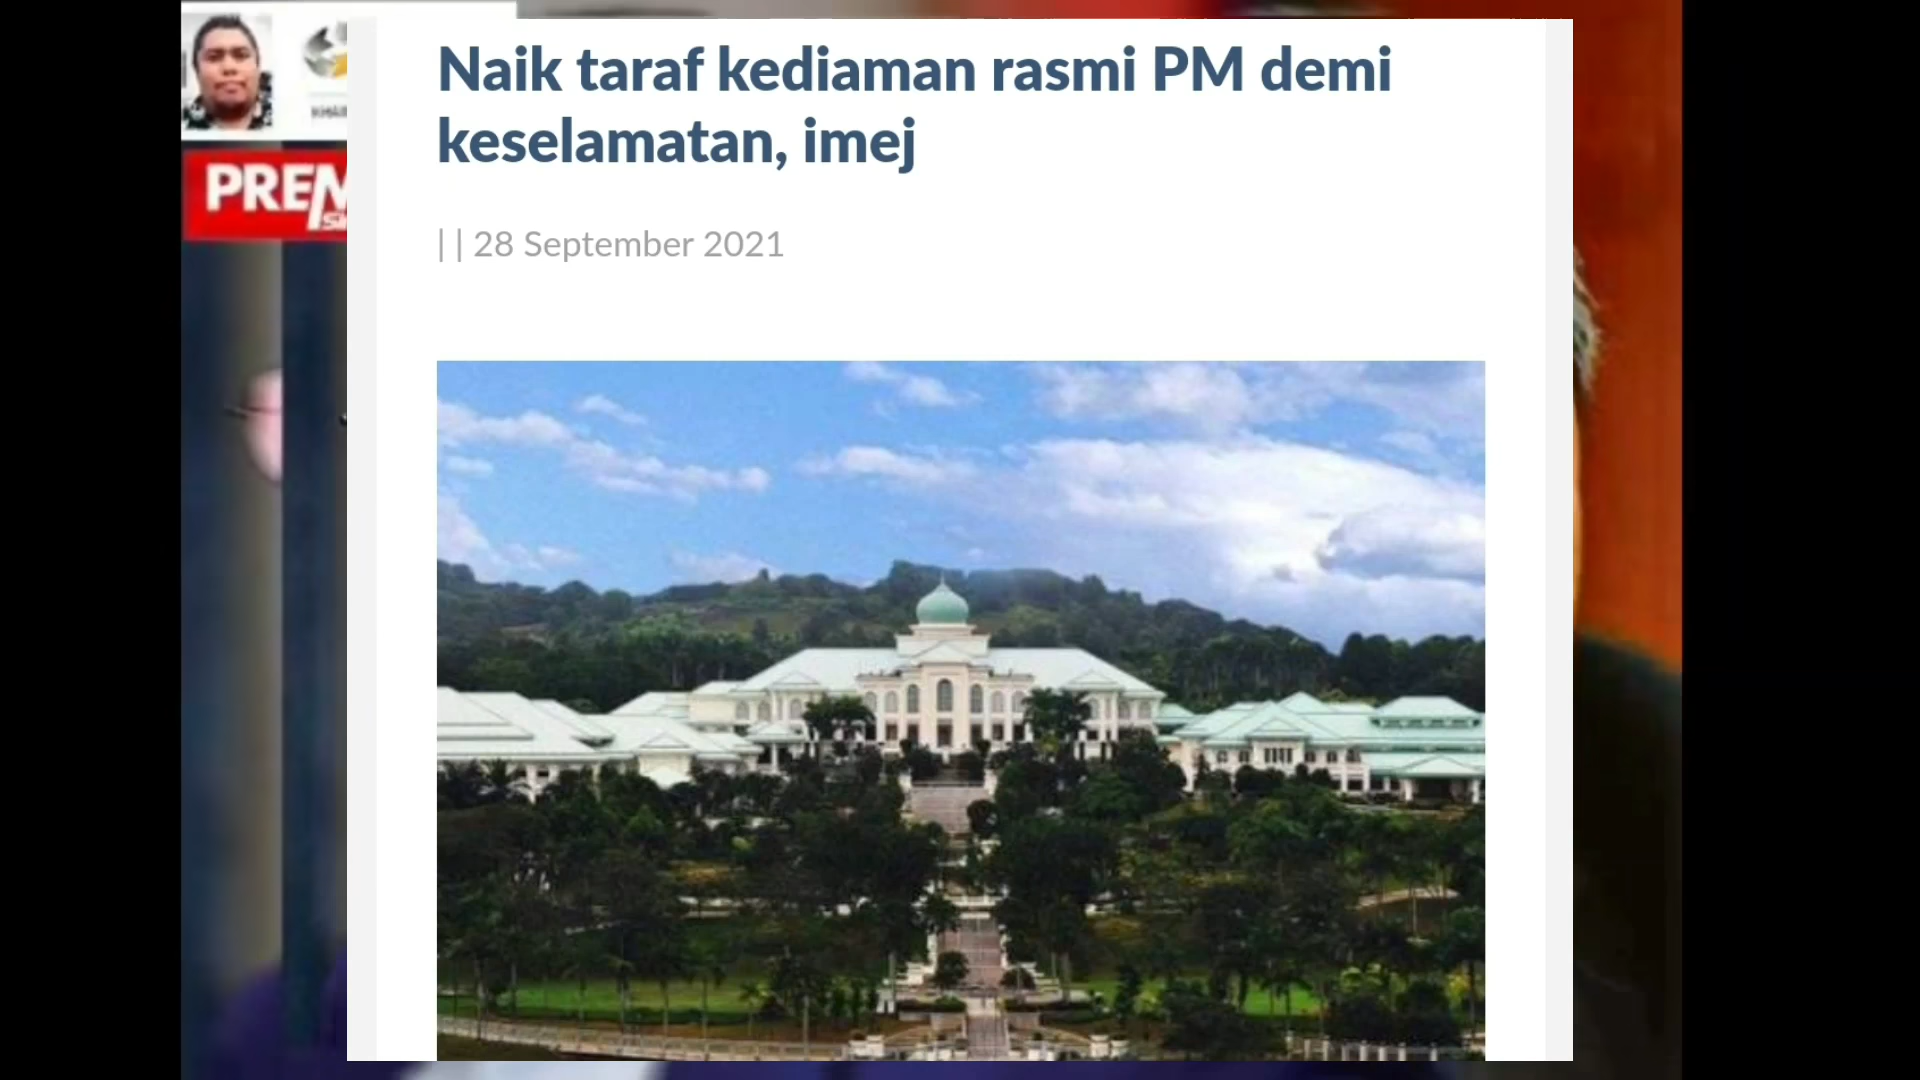 Naik taraf kediaman rasmi PM demi
keselamatan, imej
|| 28 September 2021
PREM